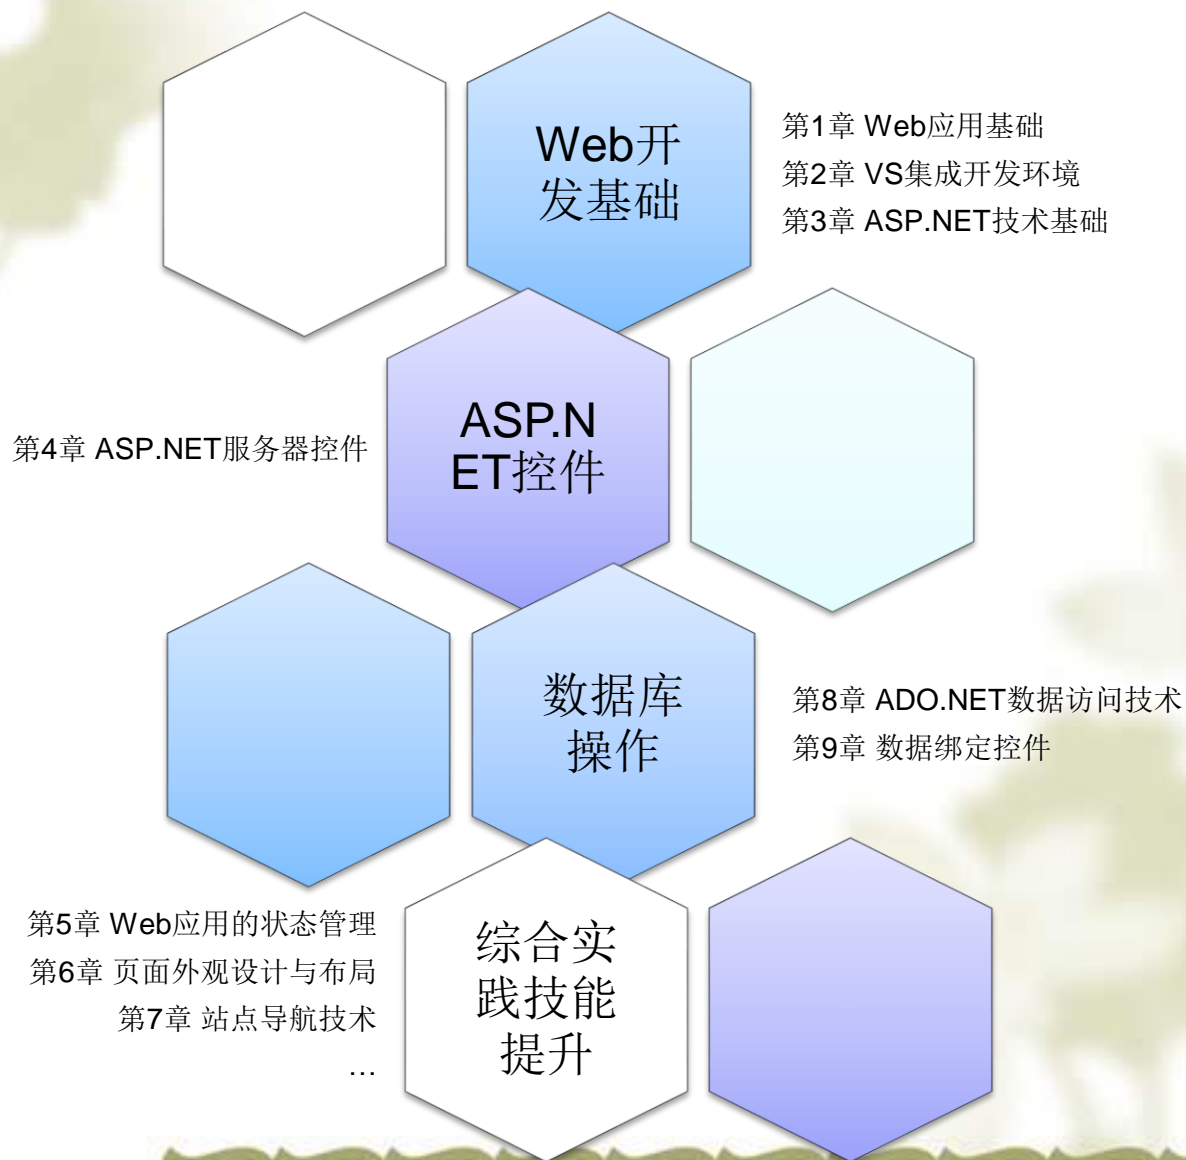 Web开
发基础
第1章 Web应用基础
第2章 VS集成开发环境
第3章 ASP.NET技术基础
第4章 ASP.NET服务器控件
ASP.N
ET控件
数据库
操作
第8章 ADO.NET数据访问技术
第9章 数据绑定控件
第5章 Web应用的状态管理
第6章 页面外观设计与布局
第7章 站点导航技术
…
综合实
践技能
提升